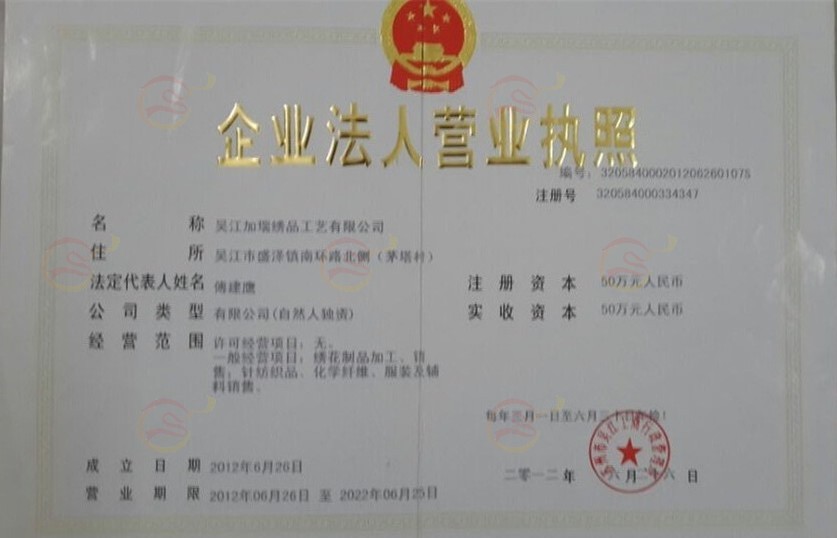 企业法人营业执照
编号：3205840002012062601075
注册号 320584000334347
名称 吴江加瑞绣品工艺有限公司
住所 吴江市盛泽镇南环路北侧（茅塔村）
法定代表人姓名 傅建鹰 注册资本 50万元人民币
公司类型 有限公司(自然人独资) 实收资本 50万元人民币
经营范围 许可经营项目：无。
一般经营项目：绣花制品加工、销
售；针纺织品、化学纤维、服装及辅
料销售。
每年三月一日至六月三十日年检！
成立日期 2012年6月26日
二〇一二年六月二十六日
营业期限 2012年06月26日 至 2022年06月25日